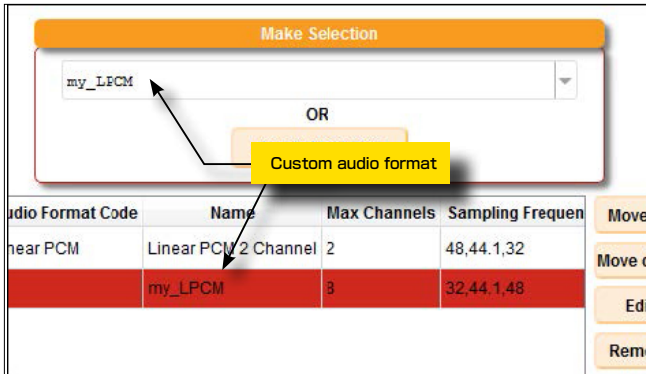 Make Selection
my_LPCM
OR
Custom audio format
udio Format Code Name Max Channels Sampling Frequen
near PCM Linear PCM 2 Channel 2 48,44.1,32
my_LPCM 8 32,44.1,48
Move
Move
Edi
Rem